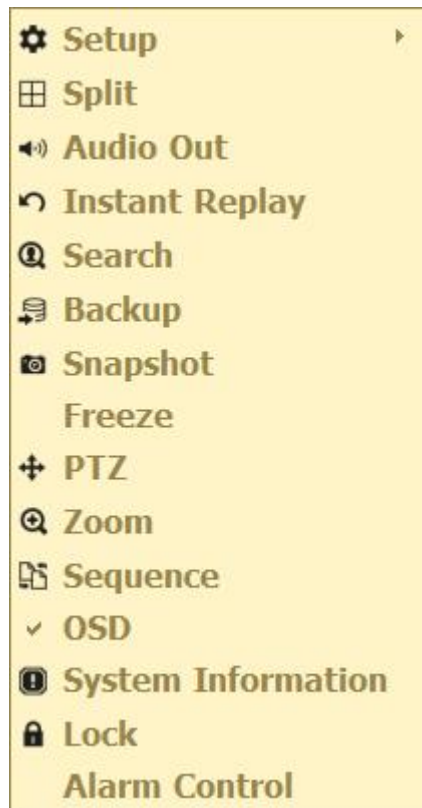 Setup
Split
Audio Out
Instant Replay
Search
Backup
Snapshot
Freeze
PTZ
Zoom
Sequence
OSD
System Information
Lock
Alarm Control